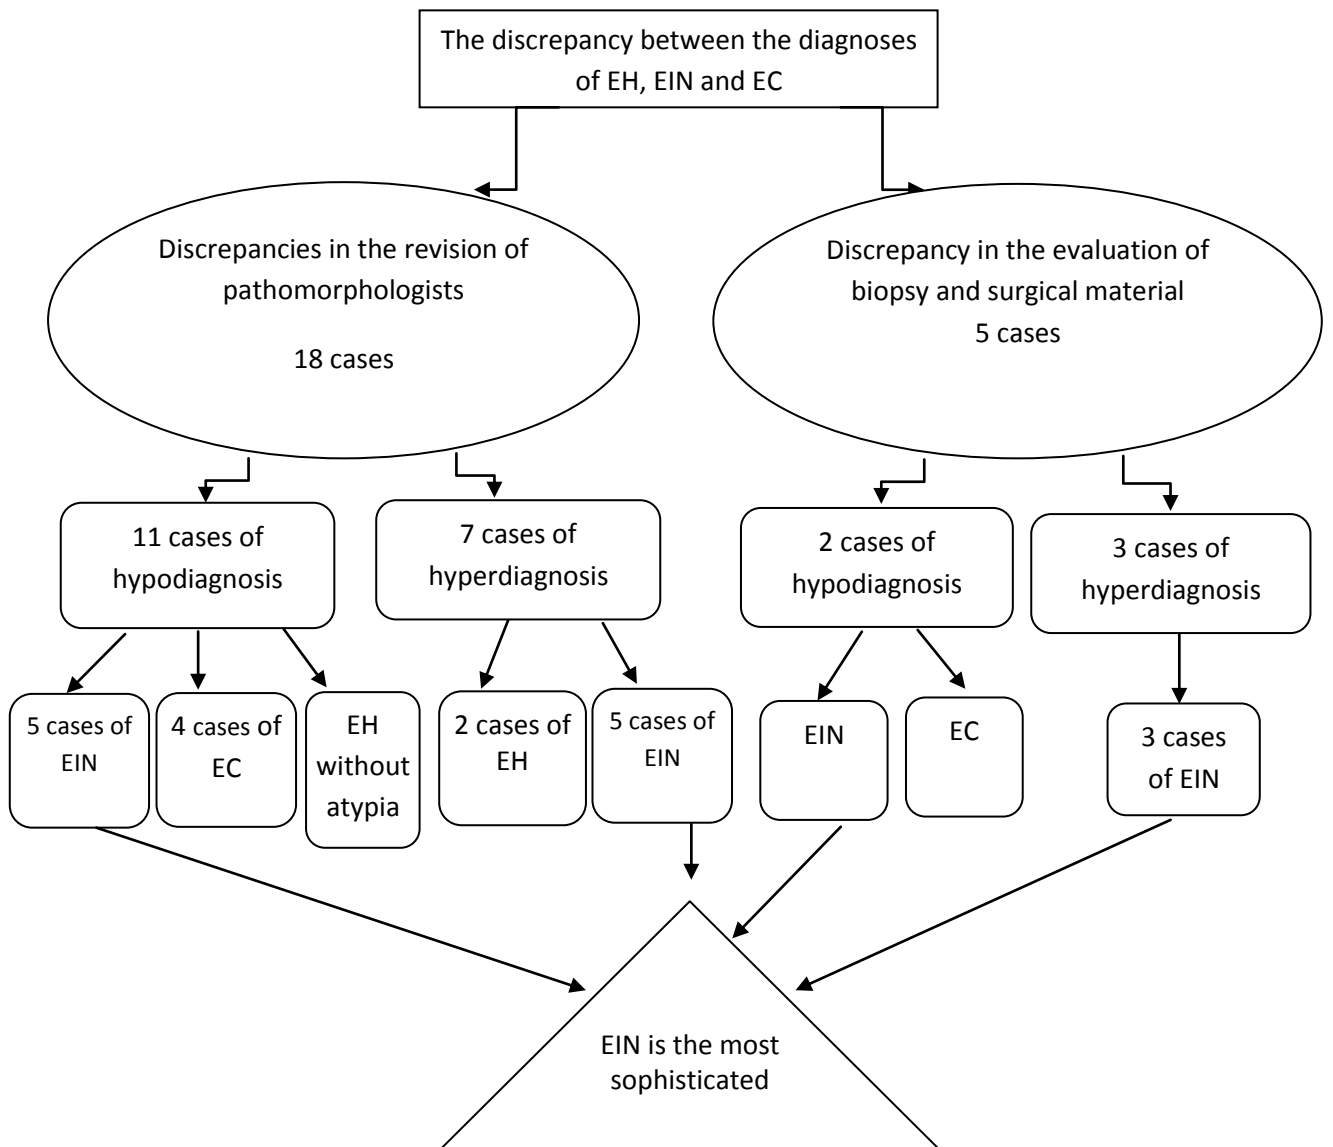 The discrepancy between the diagnoses
of EH, EIN and EC
Discrepancies in the revision of
pathomorphologists
18 cases
Discrepancy in the evaluation of
biopsy and surgical material
5 cases
11 cases of
hypodiagnosis
7 cases of
hyperdiagnosis
2 cases of
hypodiagnosis
3 cases of
hyperdiagnosis
5 cases of
EIN
4 cases of
EC
EH
without
atypia
2 cases of
EH
5 cases of
EIN
EIN
EC
3 cases
of EIN
EIN is the most
sophisticated